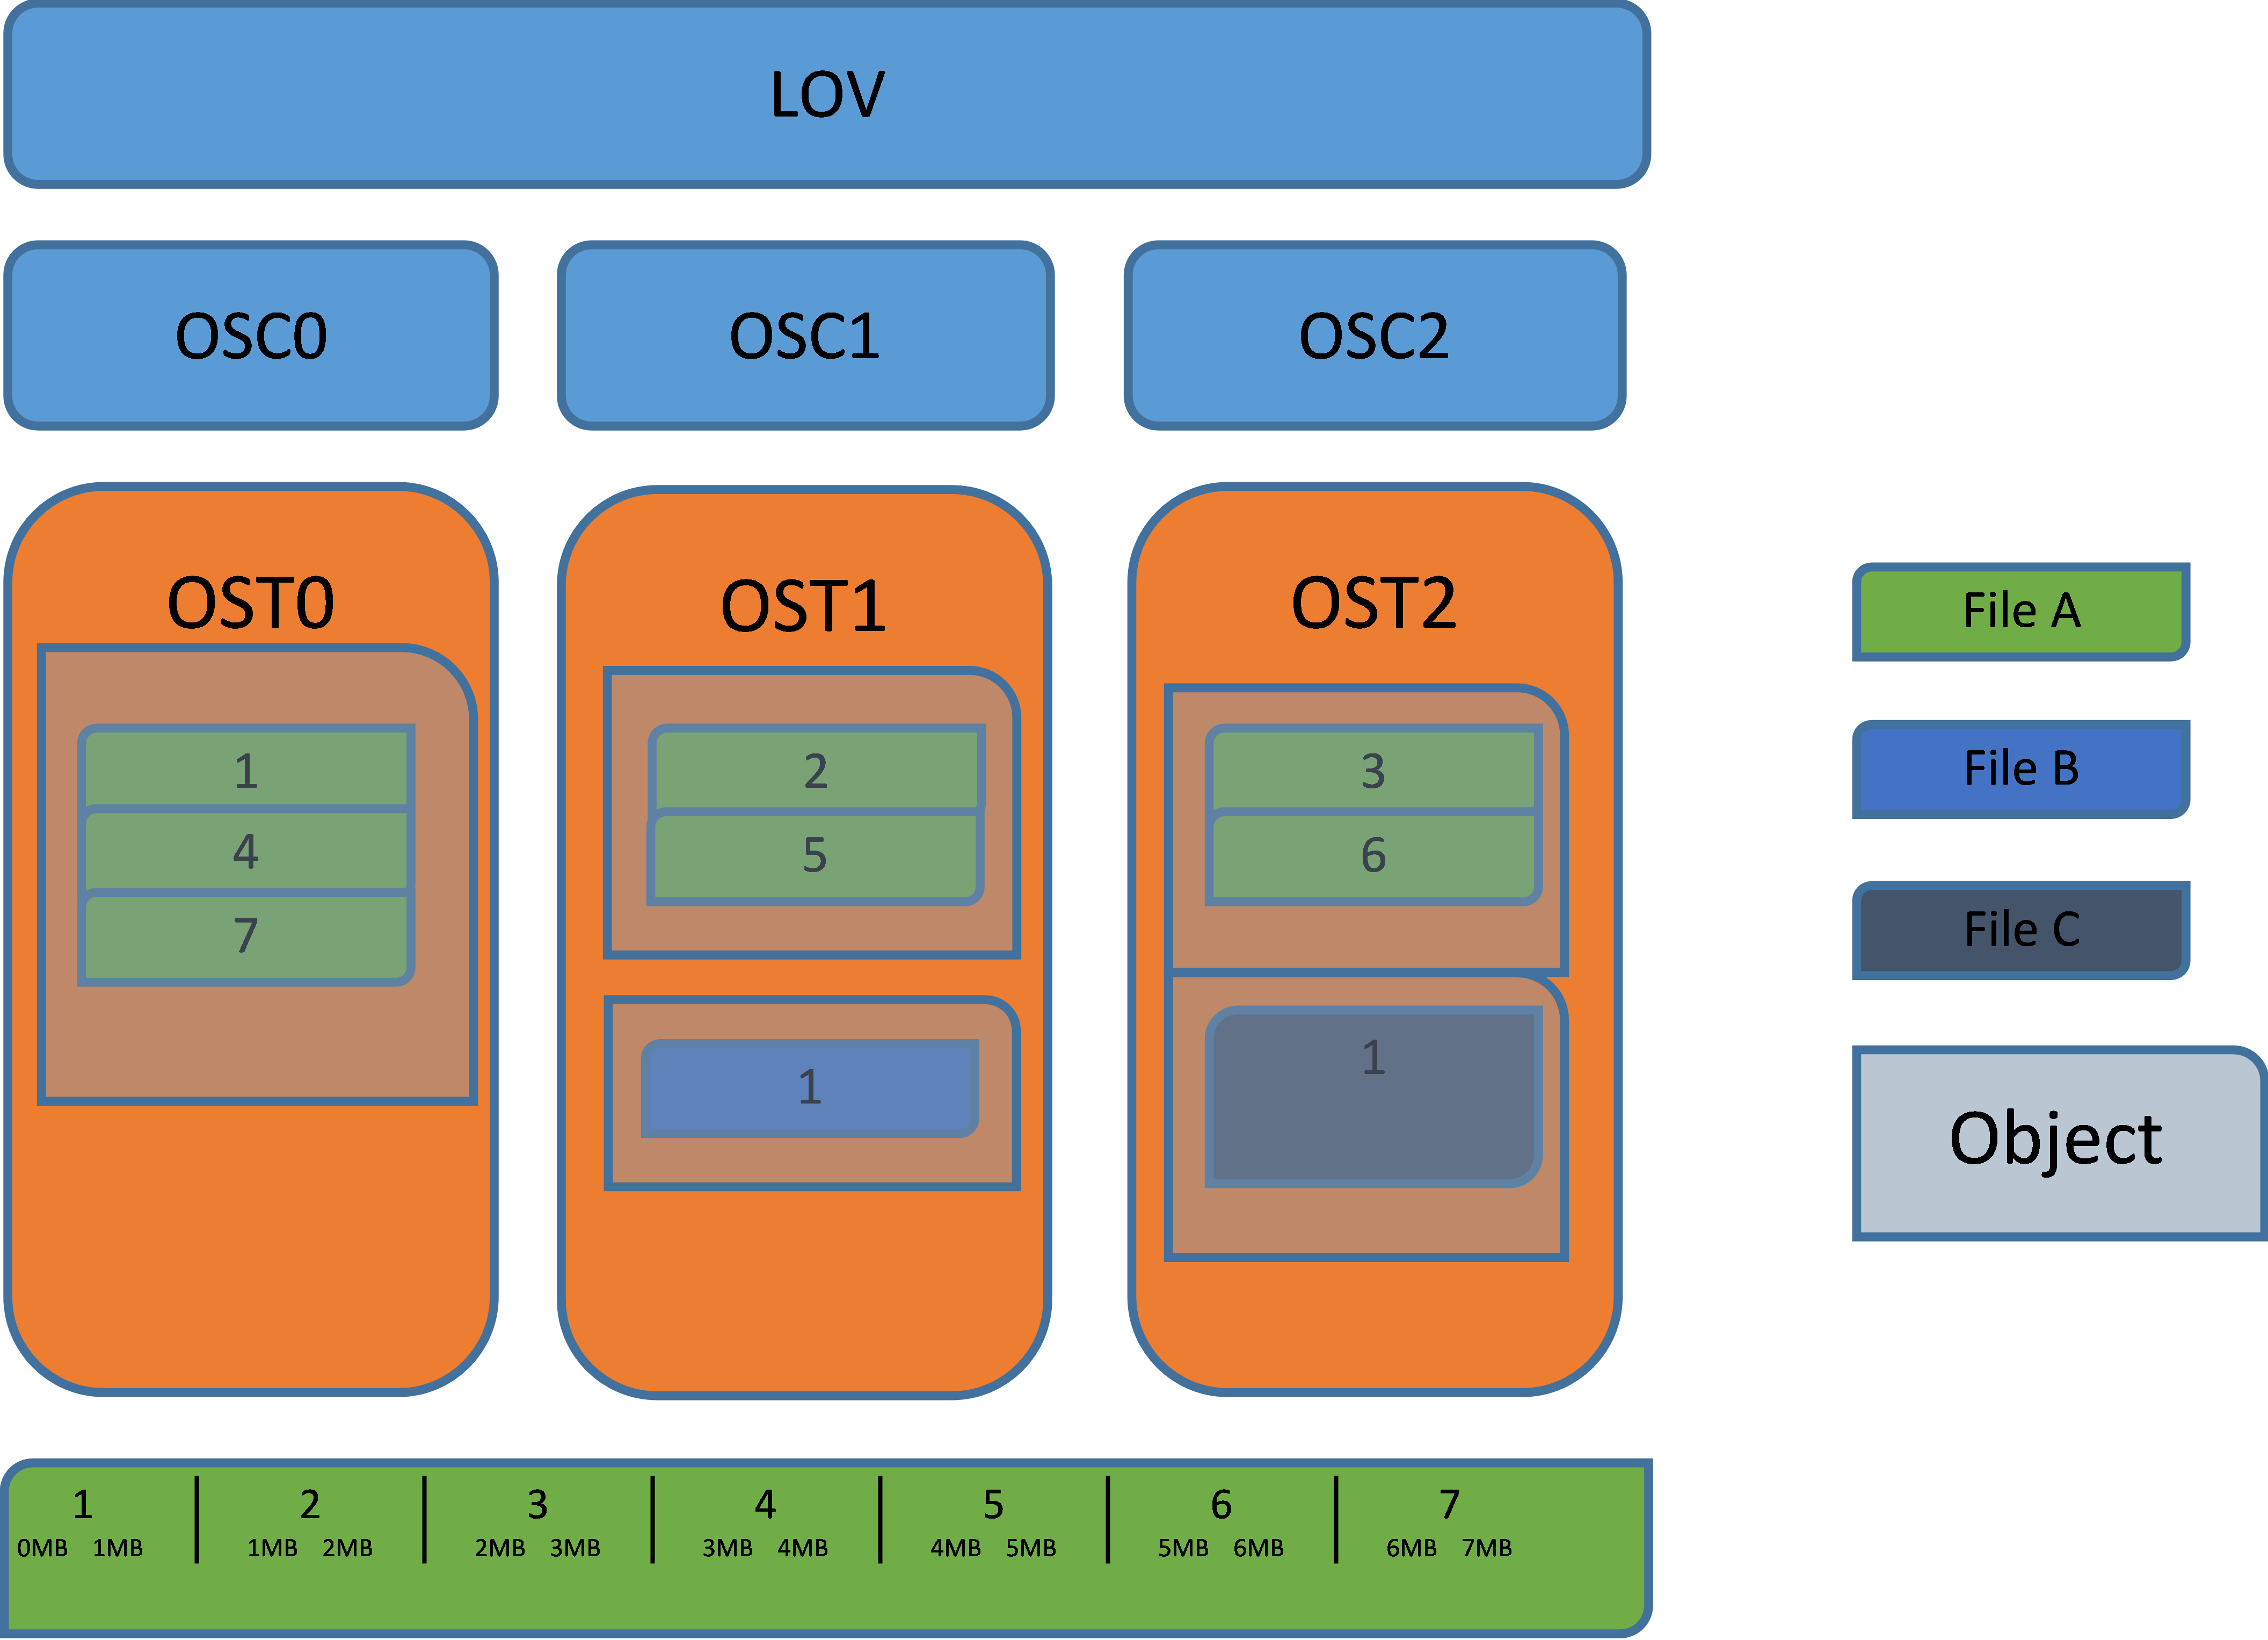 LOV
OSC0 OSC1 OSC2
OST0 OST1 OST2
1
4
7
2
5
1
3
6
1
File A
File B
File C
Object
1 2 3 4 5 6 7
0MB 1MB 1MB 2MB 2MB 3MB 3MB 4MB 4MB 5MB 5MB 6MB 6MB 7MB